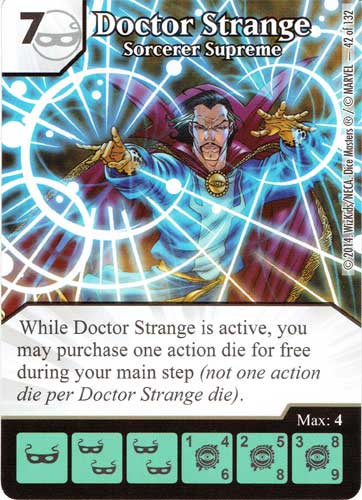 7
Doctor Strange
Sorcerer Supreme
© 2014 WizKids/NECA. Dice Masters ® / © MARVEL — 42 of 132
While Doctor Strange is active, you
may purchase one action die for free
during your main step (not one action
die per Doctor Strange die).
Max: 4
1 4
6
2 5
8
3 8
9